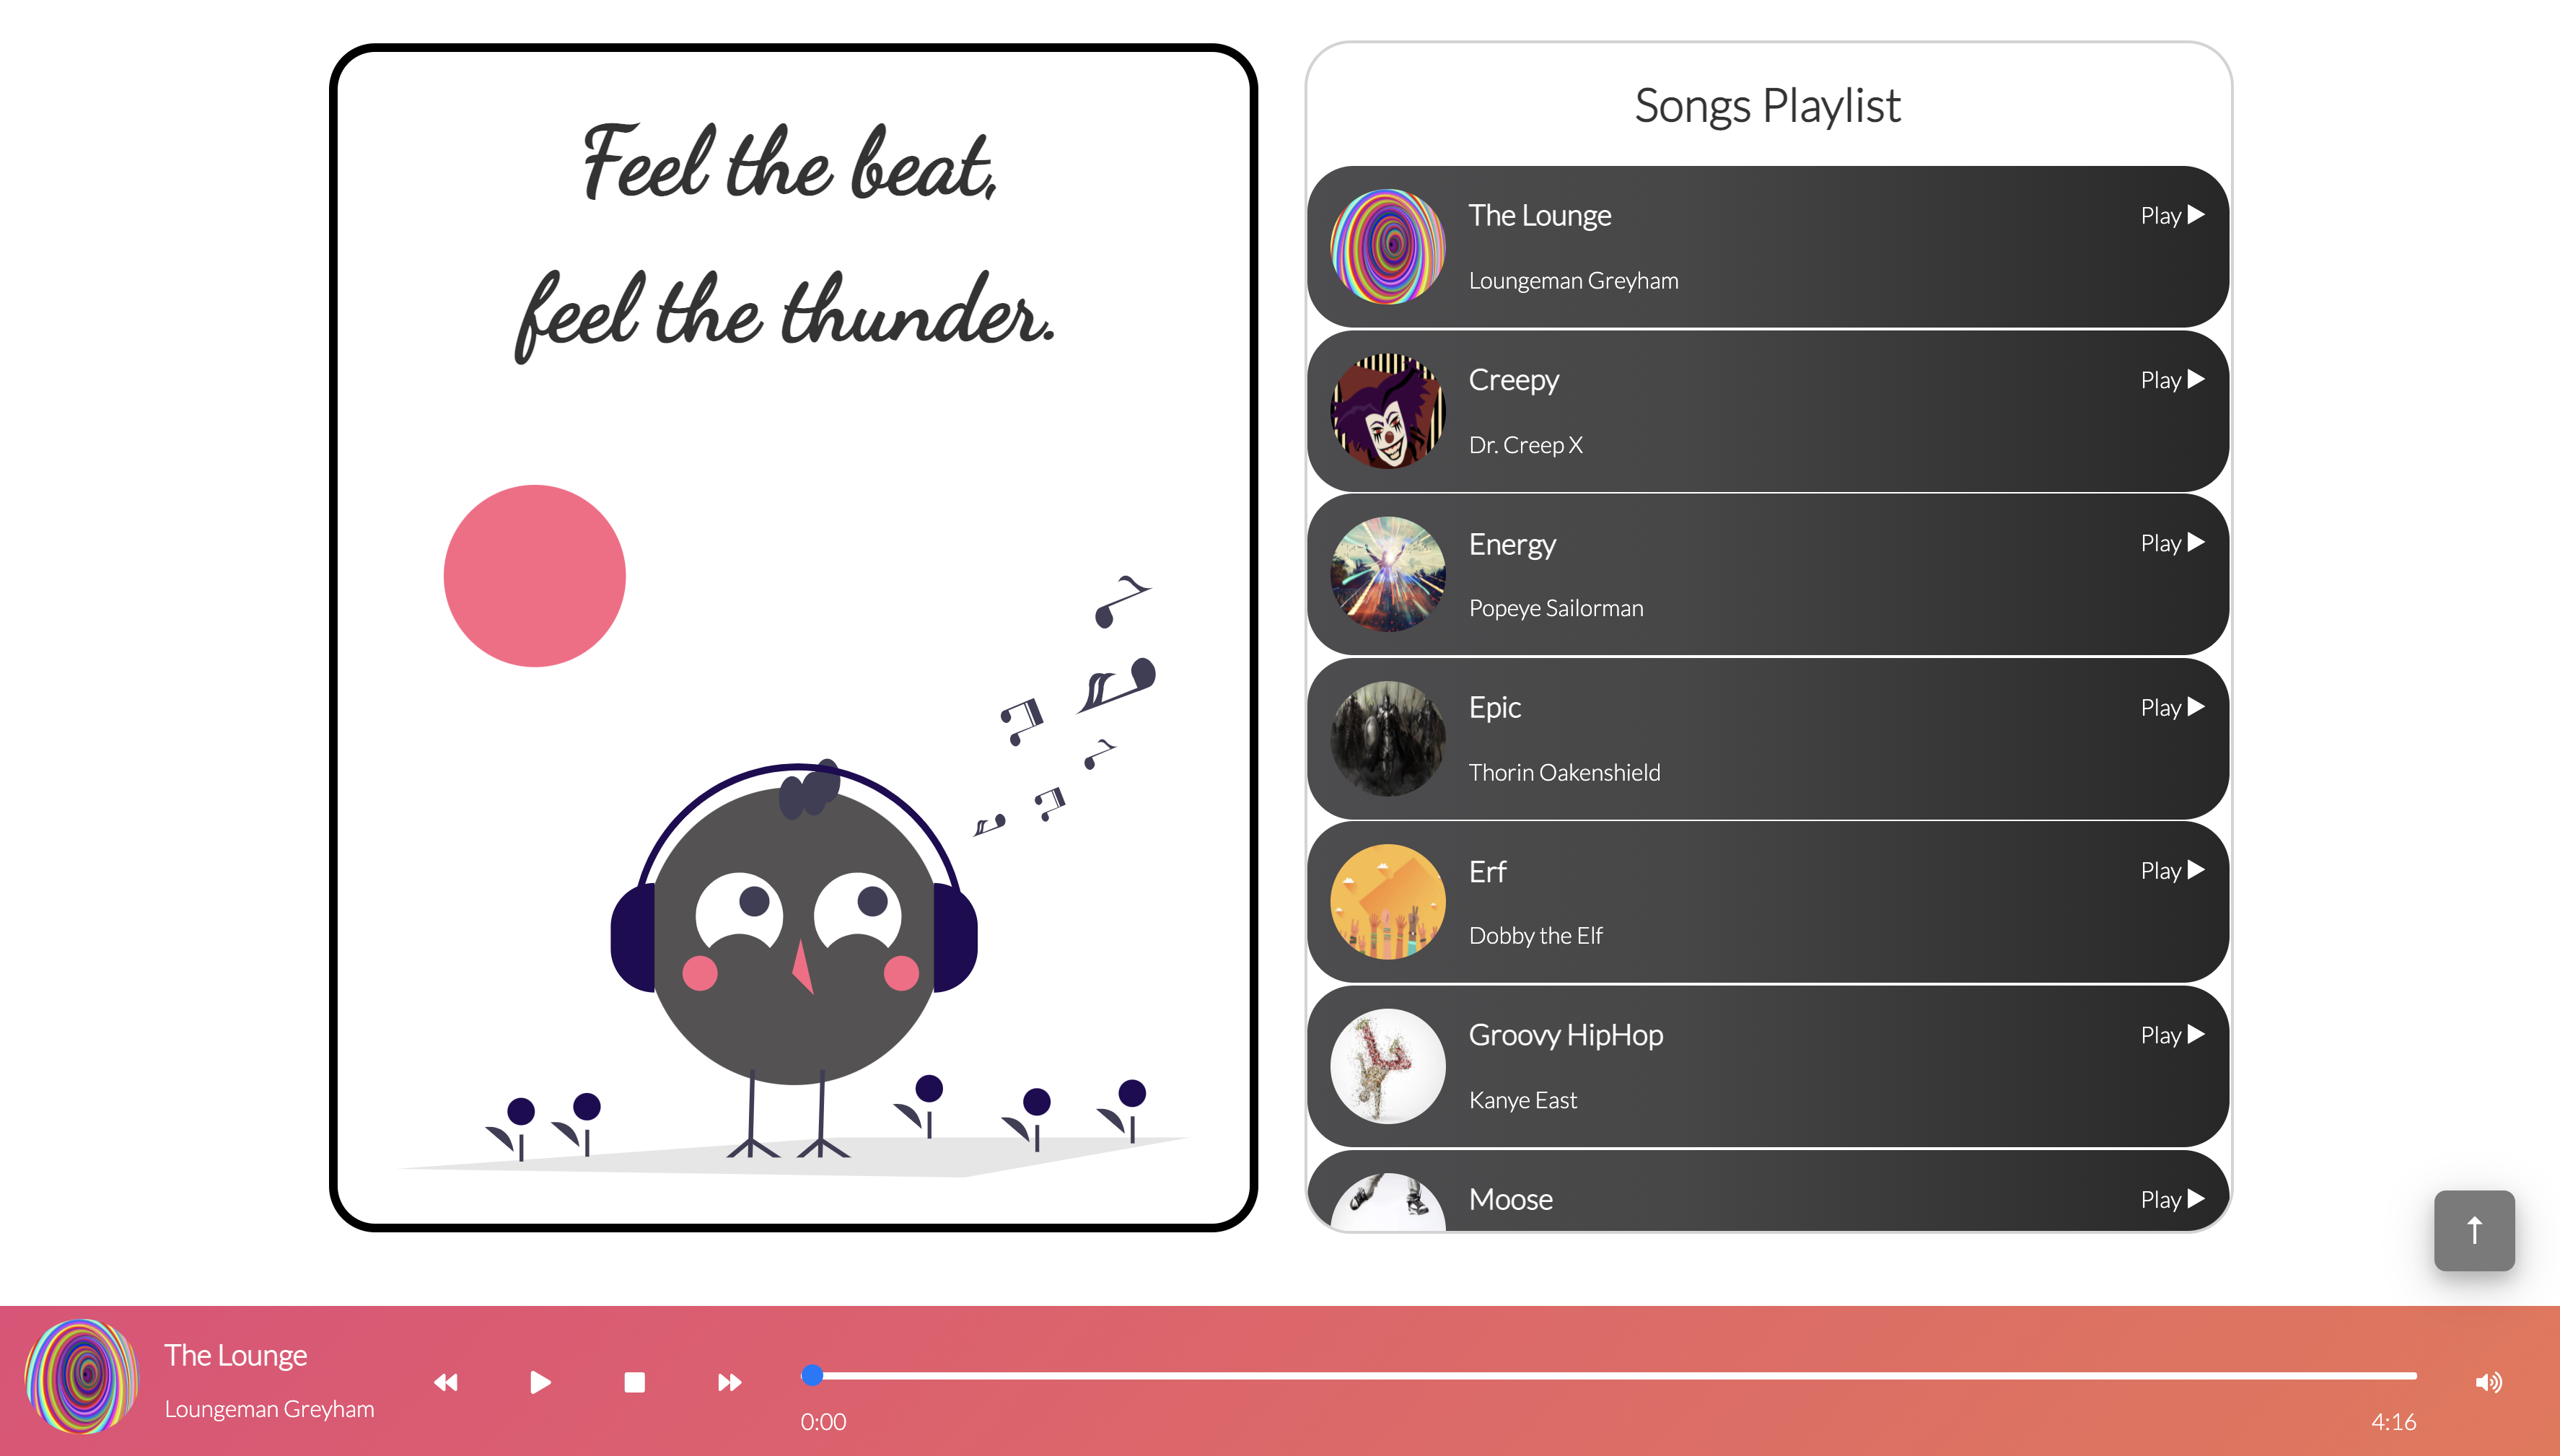 Feel the beat,
feel the thunder.
Songs Playlist
The Lounge
Play
Loungeman Greyham
Creepy
Play
Dr. Creep X
Energy
Play
Popeye Sailorman
Epic
Play
Thorin Oakenshield
Erf
Play
Dobby the Elf
Groovy HipHop
Play
Kanye East
Moose
Play
The Lounge
Loungeman Greyham
0:00
4:16